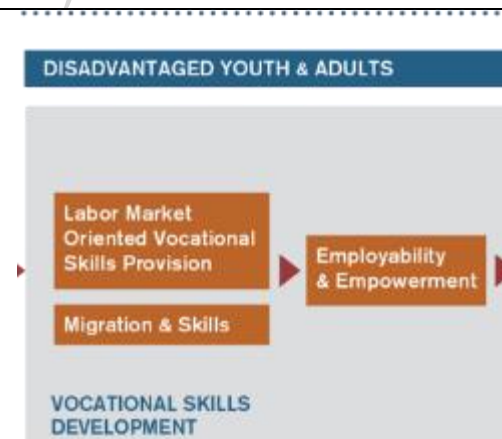 DISADVANTAGED YOUTH & ADULTS
Labor Market
Oriented Vocational
Skills Provision
Employability
& Empowerment
Migration & Skills
VOCATIONAL SKILLS
DEVELOPMENT